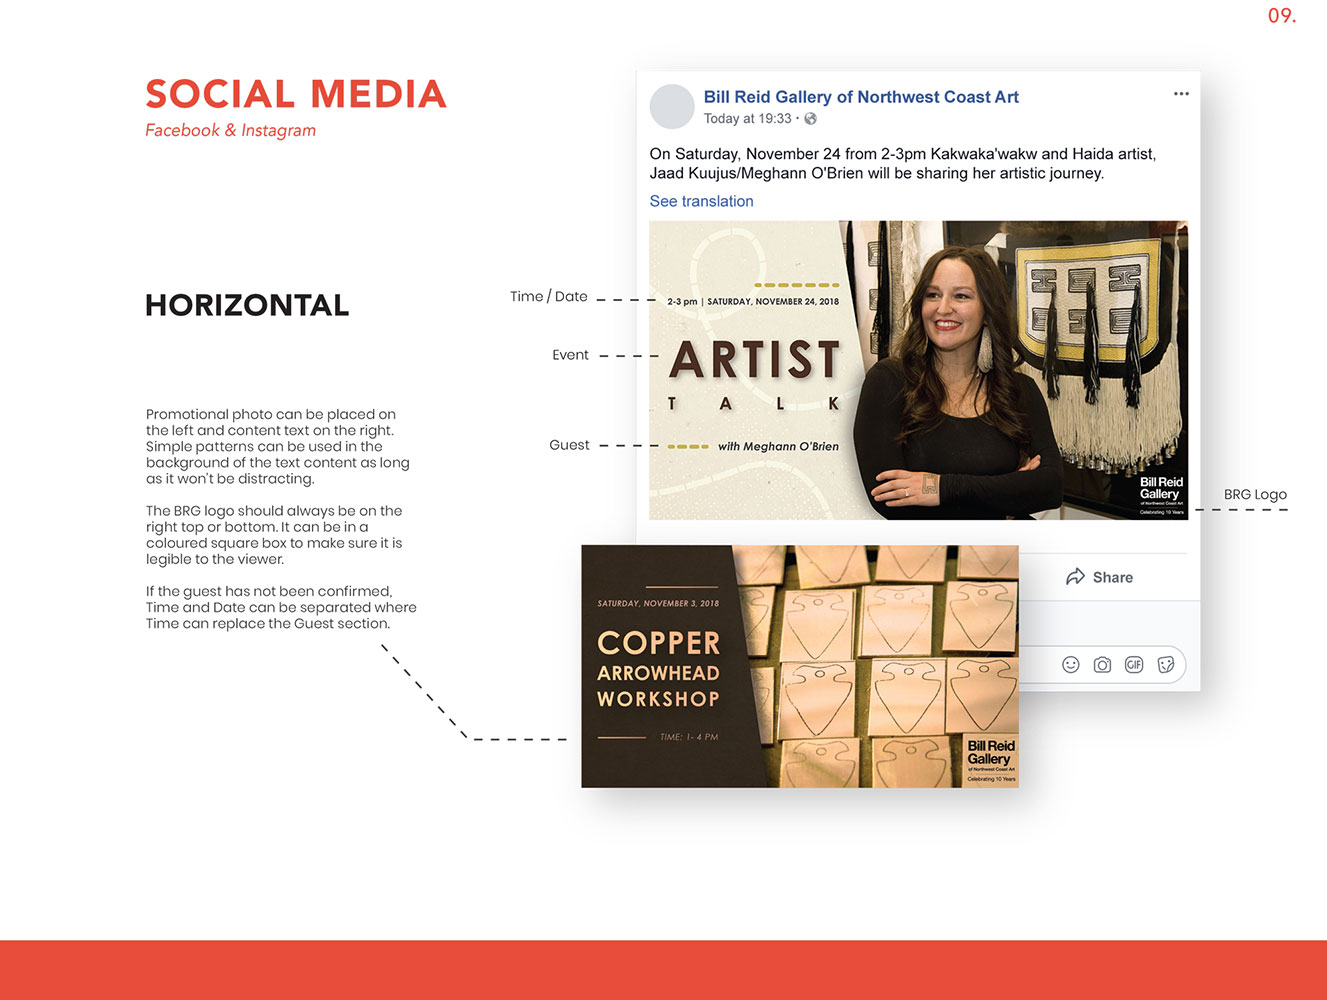 09.
SOCIAL MEDIA
Facebook & Instagram
HORIZONTAL
Promotional photo can be placed on
the left and content text on the right.
Simple patterns can be used in the
background of the text content as long
as it won't be distracting.
The BRG logo should always be on the
right top or bottom. It can be in a
coloured square box to make sure it is
legible to the viewer.
If the guest has not been confirmed,
Time and Date can be separated where
Time can replace the Guest section.
Bill Reid Gallery of Northwest Coast Art
Today at 19:33 ·
On Saturday, November 24 from 2-3pm Kakwaka'wakw and Haida artist,
Jaad Kuujus/Meghann O'Brien will be sharing her artistic journey.
See translation
Time / Date
2-3 pm | SATURDAY, NOVEMBER 24, 2018
Event
ARTIST
TALK
Guest
with Meghann O'Brien
Bill Reid
Gallery
of Northwest Coast Art
Celebrating 10 Years
BRG Logo
Share
GIF
SATURDAY, NOVEMBER 3, 2018
COPPER
ARROWHEAD
WORKSHOP
TIME: 1- 4 PM
Bill Reid
Gallery
of Northwest Coast Art
Celebrating 10 Years